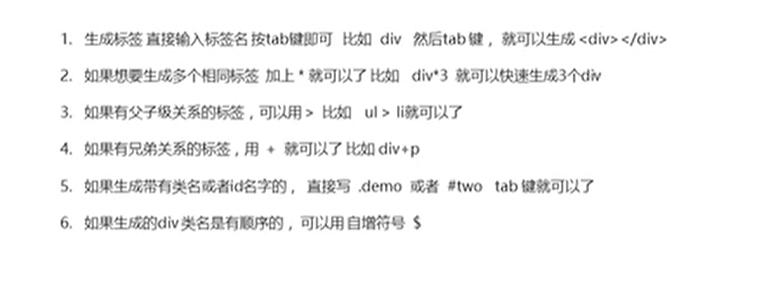 1. 生成标签 直接输入标签名 按tab键即可 比如 div 然后tab 键， 就可以生成 <div></div>
2. 如果想要生成多个相同标签 加上 * 就可以了 比如 div*3 就可以快速生成3个div
3. 如果有父子级关系的标签，可以用 > 比如 ul > li就可以了
4. 如果有兄弟关系的标签，用 + 就可以了 比如 div+p
5. 如果生成带有类名或者id名字的， 直接写 .demo 或者 #two tab 键就可以了
6. 如果生成的div 类名是有顺序的， 可以用 自增符号 $